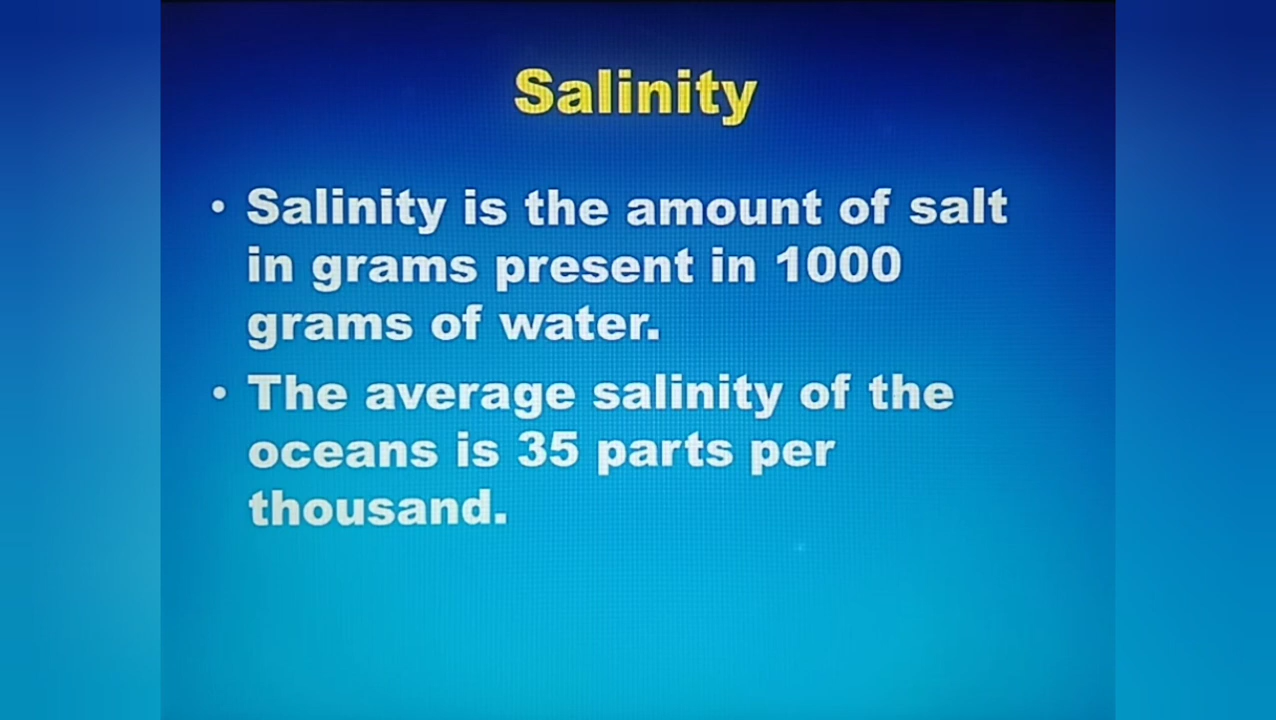 Salinity
• Salinity is the amount of salt
in grams present in 1000
grams of water.
• The average salinity of the
oceans is 35 parts per
thousand.